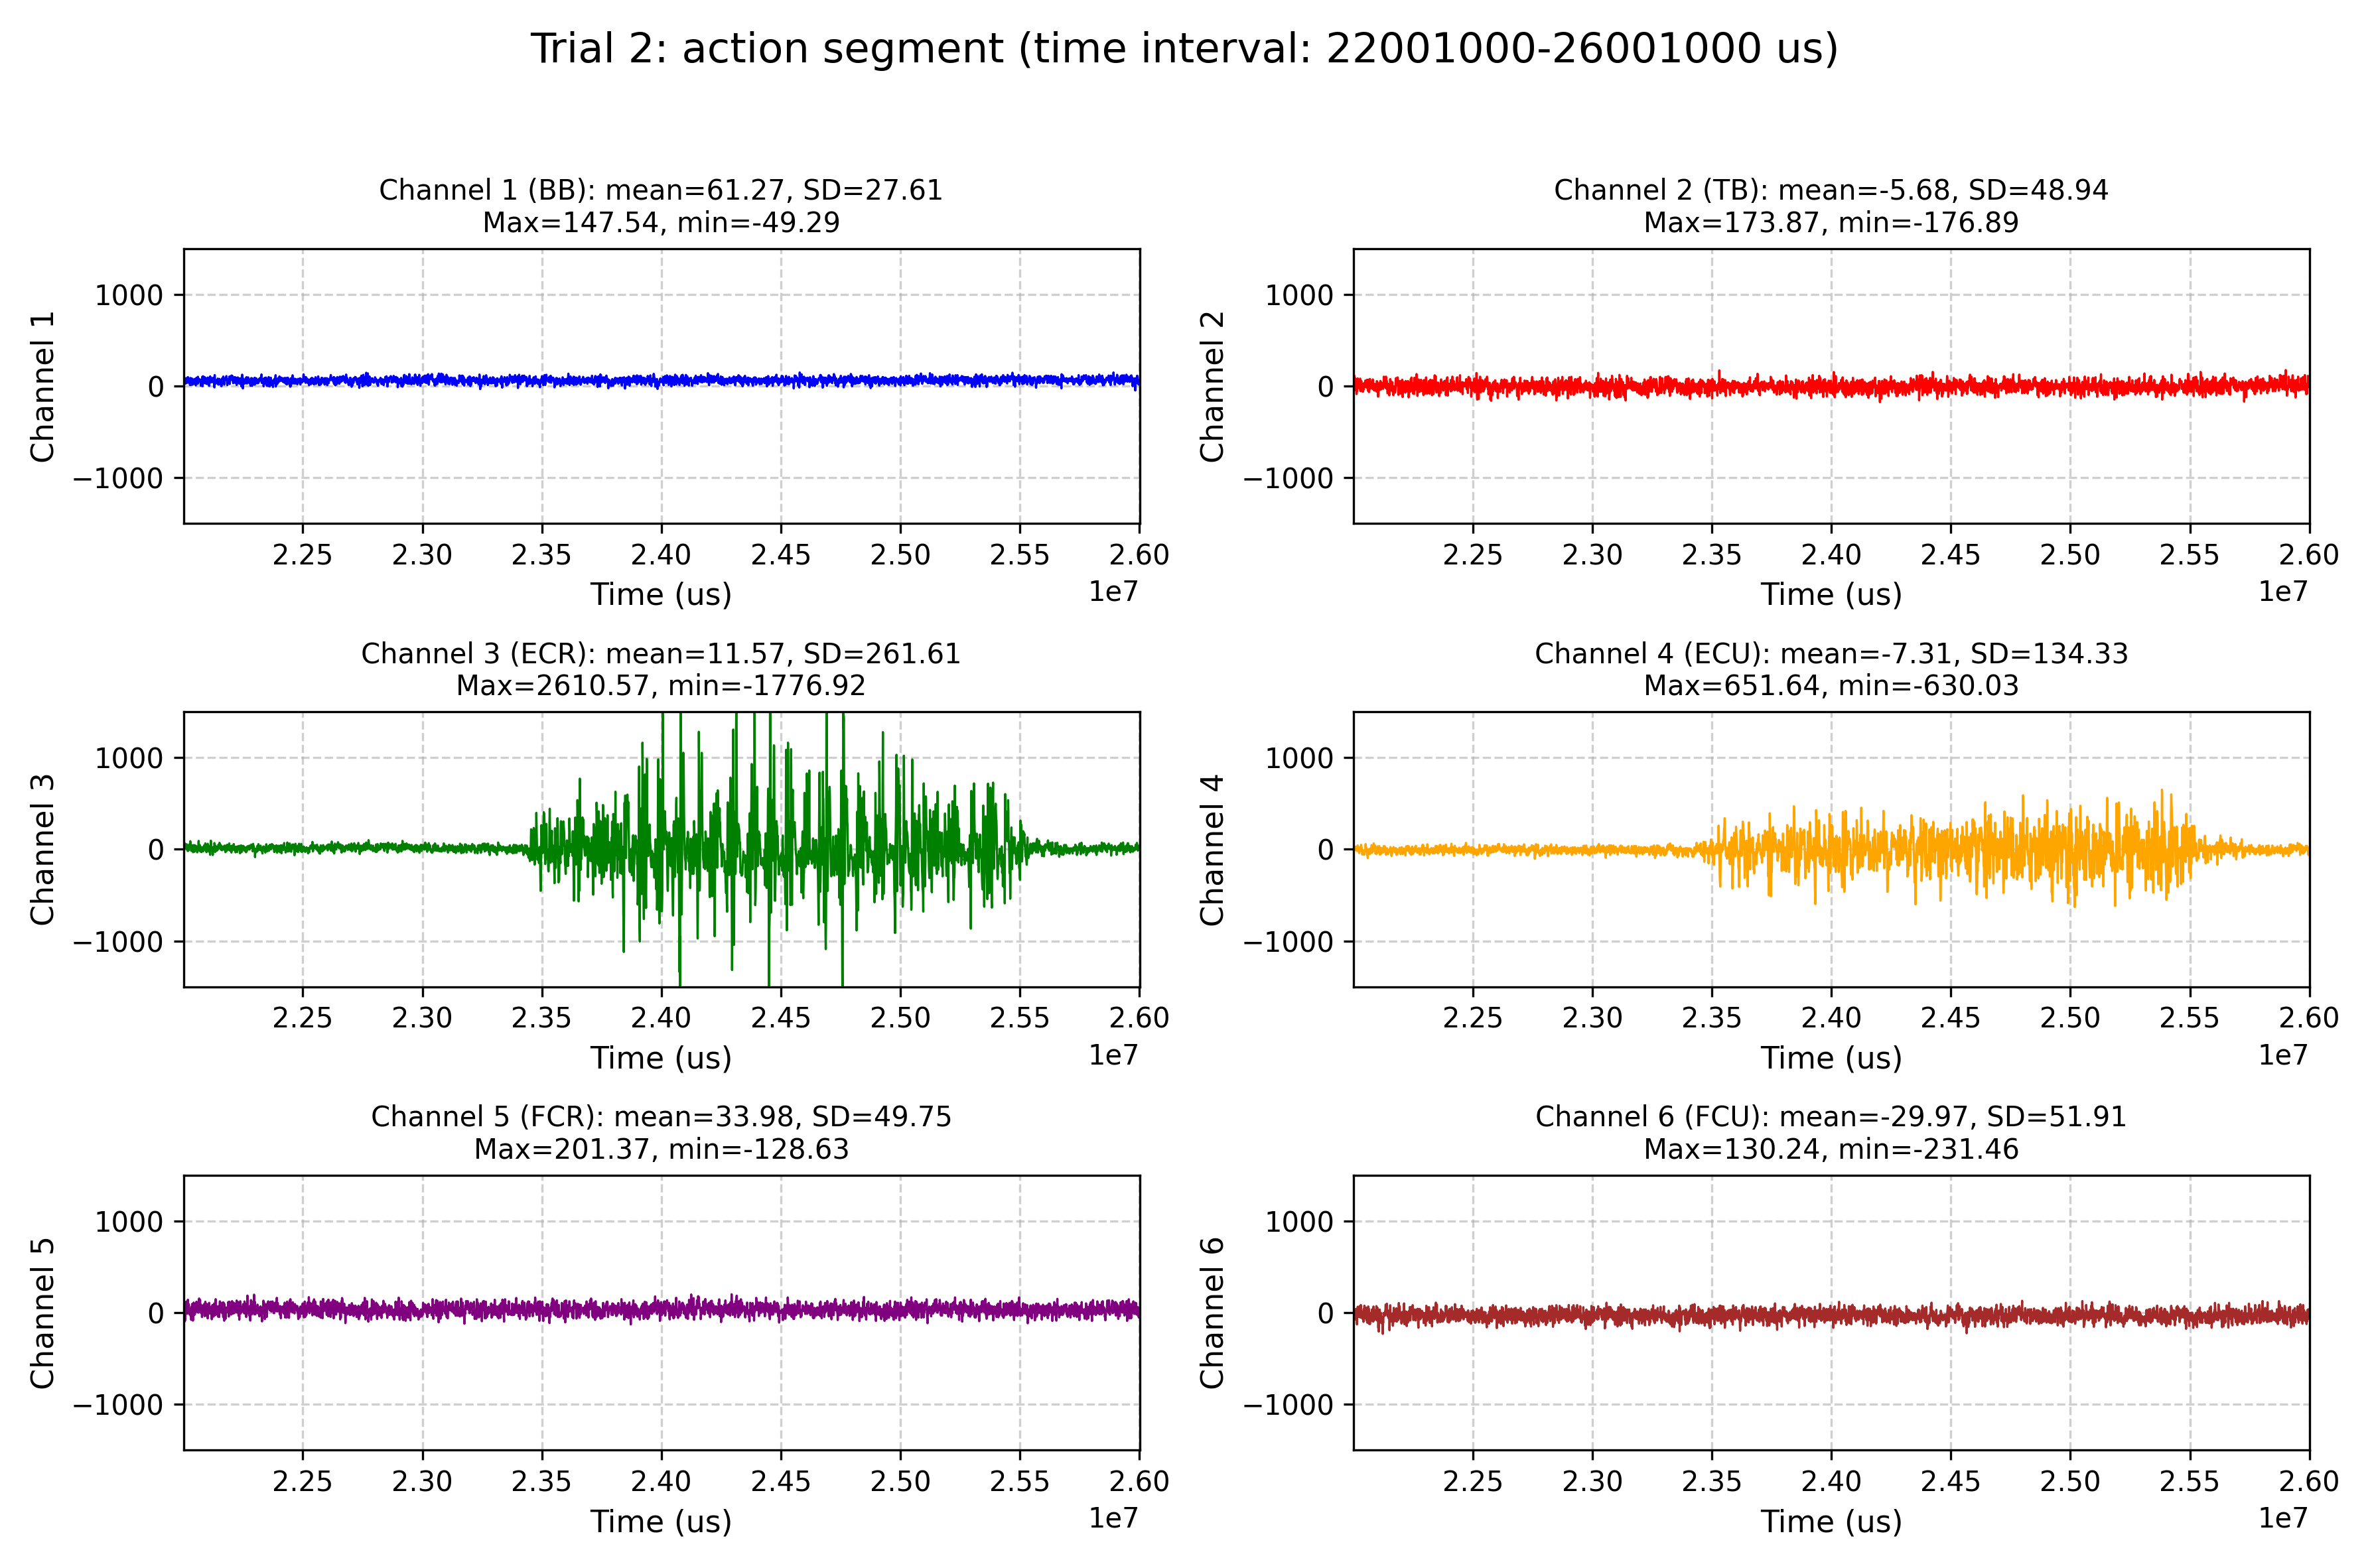 Trial 2: action segment (time interval: 22001000-26001000 us)
Channel 1 (BB): mean=61.27, SD=27.61
Max=147.54, min=-49.29
Channel 1
1000
0
−1000
2.25 2.30 2.35 2.40 2.45 2.50 2.55 2.60
Time (us)
1e7
Channel 2 (TB): mean=-5.68, SD=48.94
Max=173.87, min=-176.89
Channel 2
1000
0
−1000
2.25 2.30 2.35 2.40 2.45 2.50 2.55 2.60
Time (us)
1e7
Channel 3 (ECR): mean=11.57, SD=261.61
Max=2610.57, min=-1776.92
Channel 3
1000
0
−1000
2.25 2.30 2.35 2.40 2.45 2.50 2.55 2.60
Time (us)
1e7
Channel 4 (ECU): mean=-7.31, SD=134.33
Max=651.64, min=-630.03
Channel 4
1000
0
−1000
2.25 2.30 2.35 2.40 2.45 2.50 2.55 2.60
Time (us)
1e7
Channel 5 (FCR): mean=33.98, SD=49.75
Max=201.37, min=-128.63
Channel 5
1000
0
−1000
2.25 2.30 2.35 2.40 2.45 2.50 2.55 2.60
Time (us)
1e7
Channel 6 (FCU): mean=-29.97, SD=51.91
Max=130.24, min=-231.46
Channel 6
1000
0
−1000
2.25 2.30 2.35 2.40 2.45 2.50 2.55 2.60
Time (us)
1e7